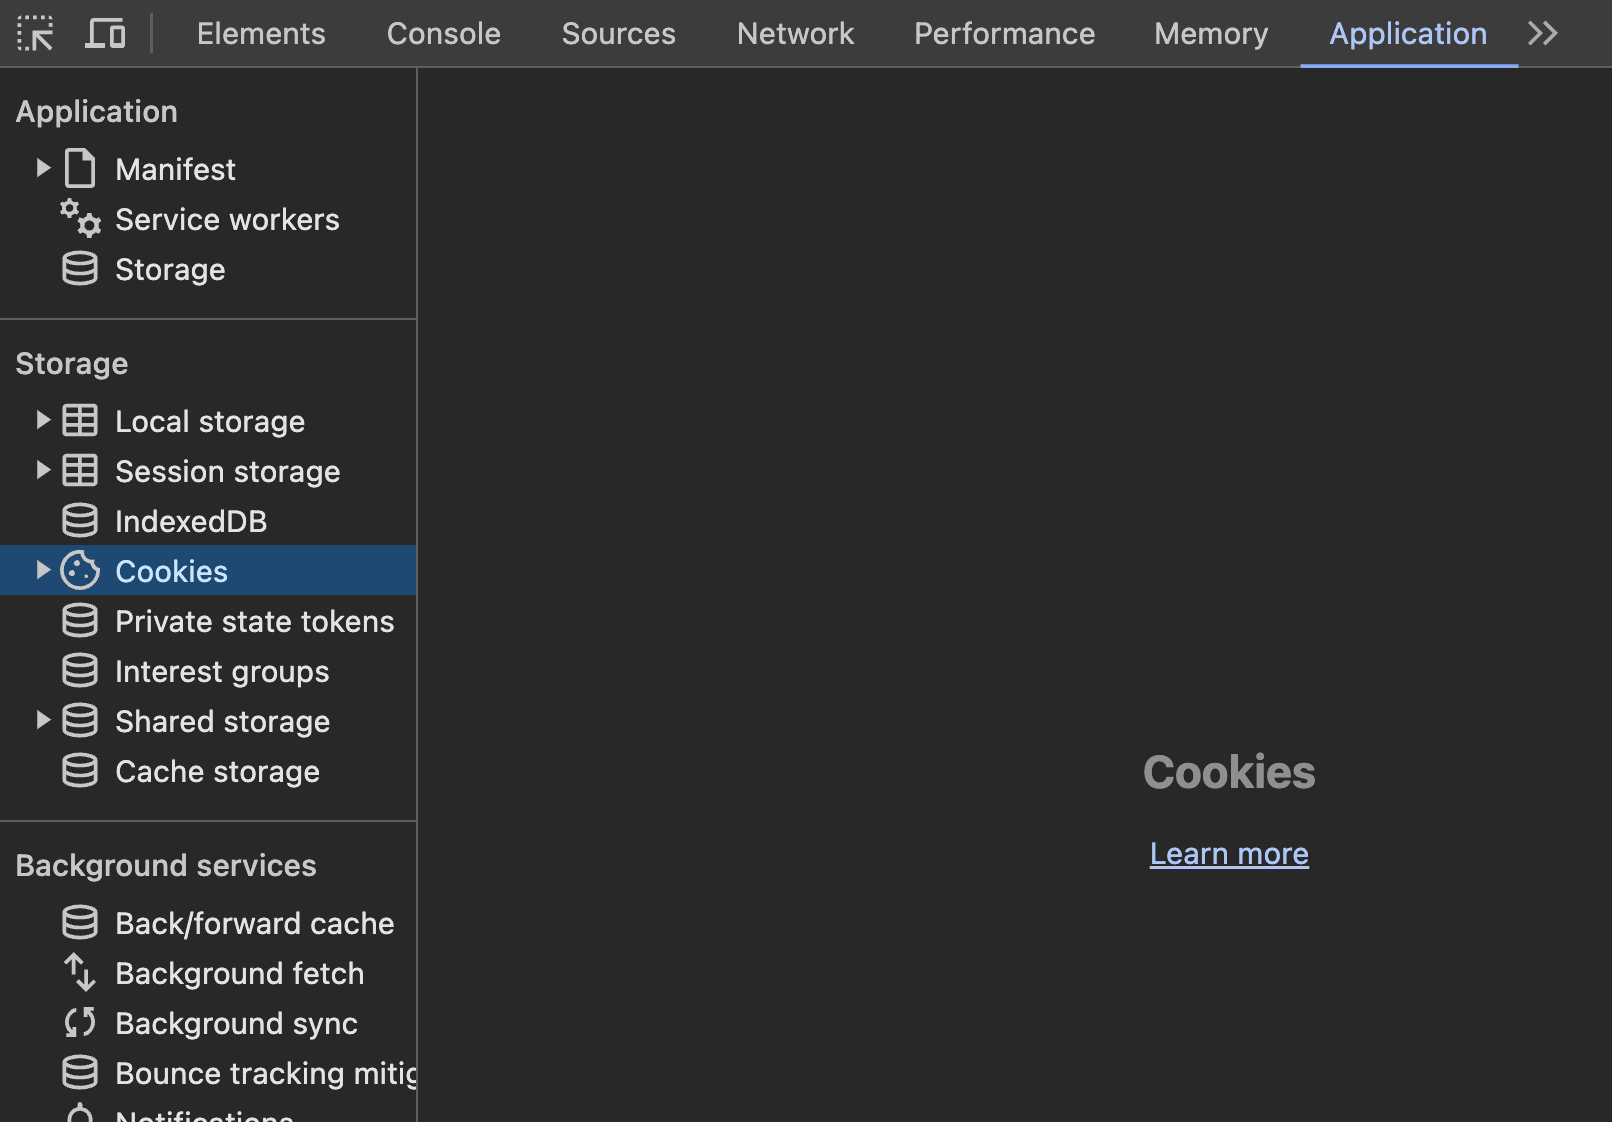 Elements Console Sources Network Performance Memory Application
Application
Manifest
Service workers
Storage
Storage
Local storage
Session storage
IndexedDB
Cookies
Private state tokens
Interest groups
Shared storage
Cache storage
Background services
Back/forward cache
Background fetch
Background sync
Bounce tracking mitig
Notifications
Cookies
Learn more